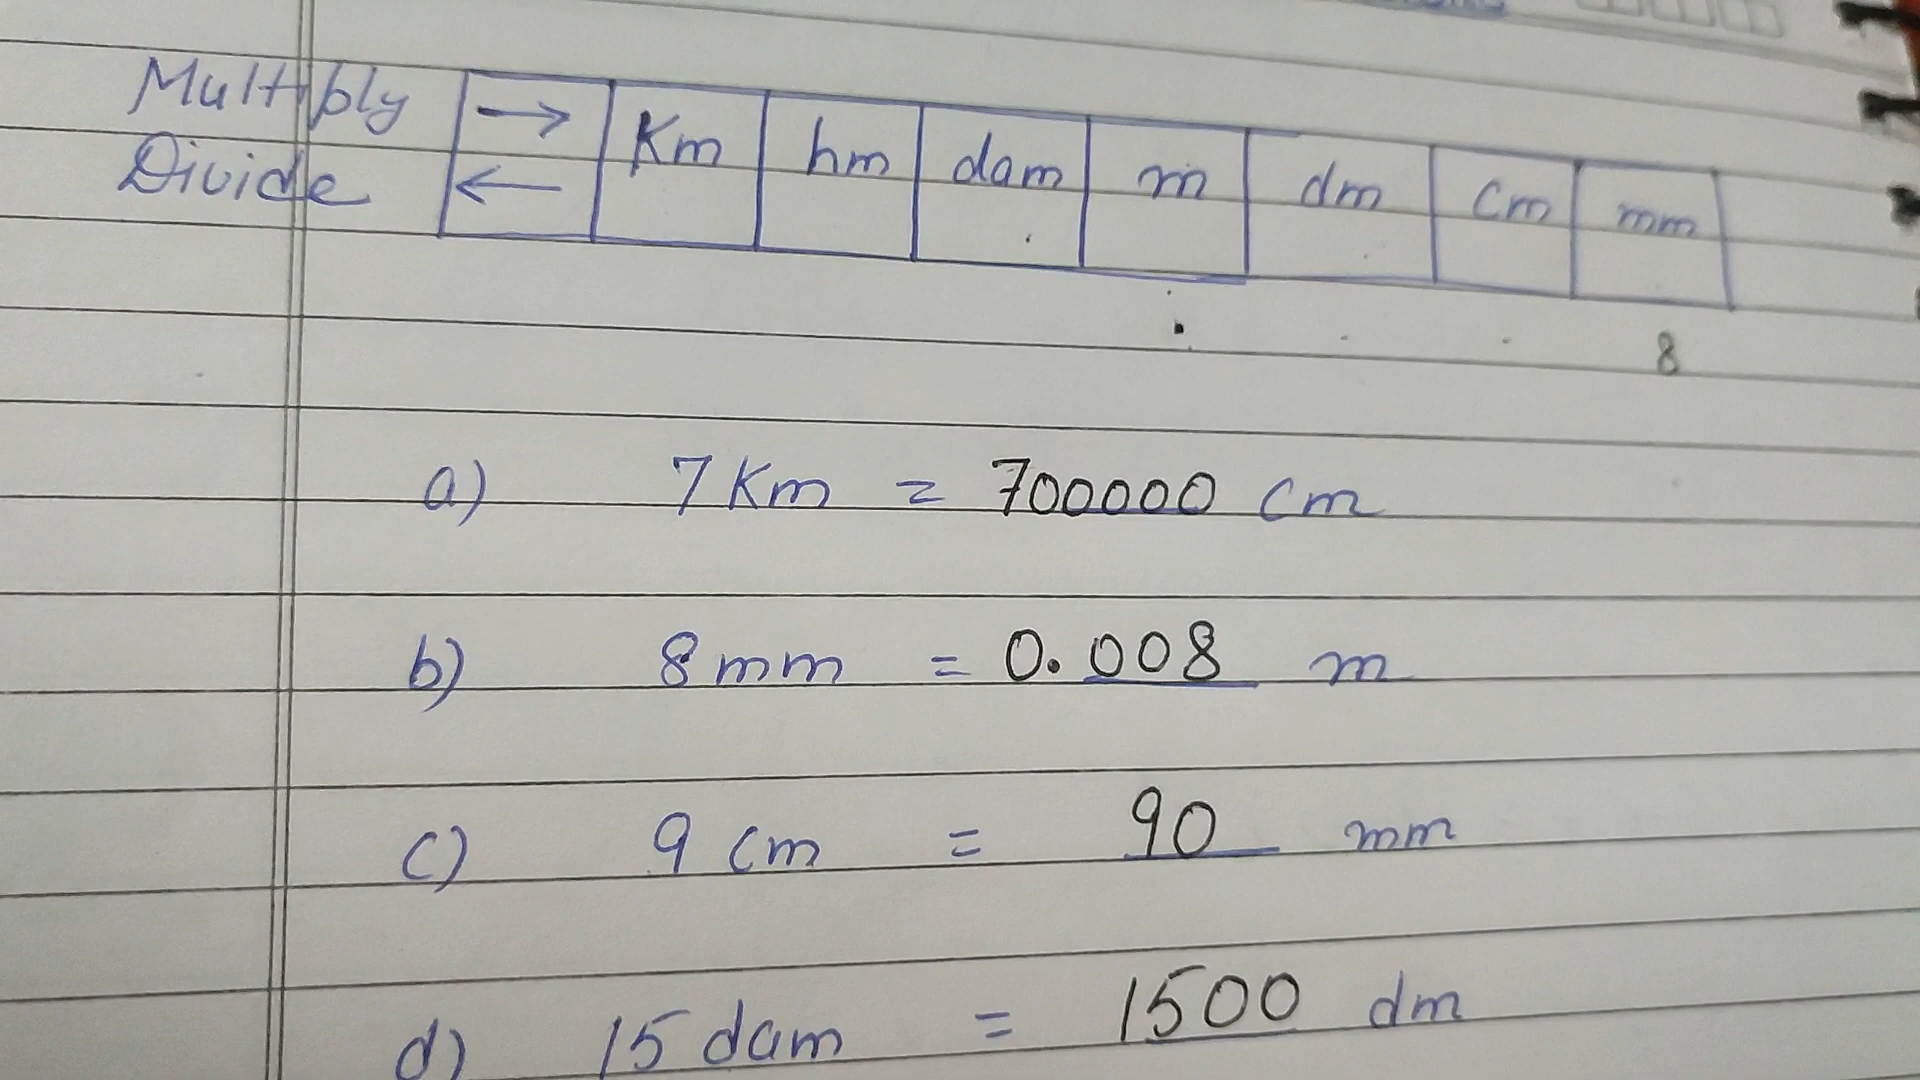 Multiply → Km hm dam m dm cm mm
Divide ←
8
a) 7 Km = 700000 cm
b) 8 mm = 0.008 m
c) 9 cm = 90 mm
d) 15 dam = 1500 dm